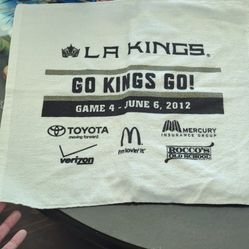 LA KINGS®
GO KINGS GO!
GAME 4 - JUNE 6, 2012
TOYOTA
moving forward
i'm lovin' it
MERCURY
INSURANCE GROUP
verizon
ROCCO'S
OLD SCHOOL